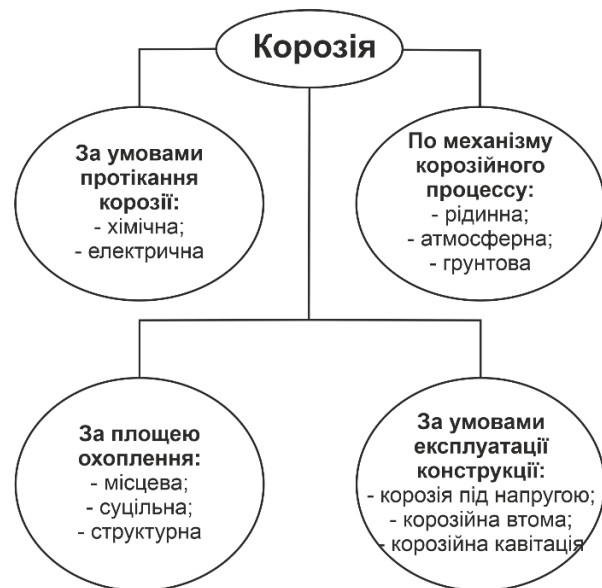 Корозія
За умовами
протікання
корозії:
- хімічна;
- електрична
По механізму
корозійного
процессу:
- рідинна;
- атмосферна;
- грунтова
За площею
охоплення:
- місцева;
- суцільна;
- структурна
За умовами
експлуатації
конструкції:
- корозія під напругою;
- корозійна втома;
- корозійна кавітація